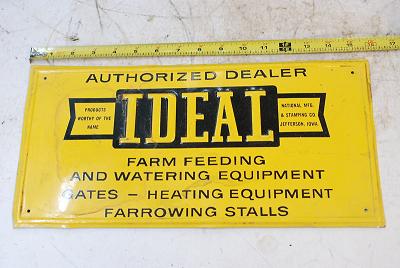 AUTHORIZED DEALER
PRODUCTS
WORTHY OF THE
NAME
IDEAL
NATIONAL MFG.
& STAMPING CO.
JEFFERSON, IOWA
FARM FEEDING
AND WATERING EQUIPMENT
GATES – HEATING EQUIPMENT
FARROWING STALLS